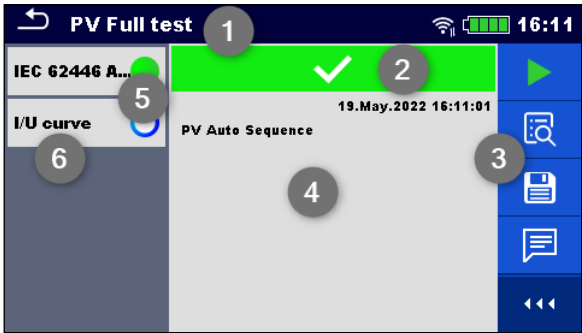 PV Full test
16:11
1
IEC 62446 A...
2
5
19.May.2022 16:11:01
I/U curve
PV Auto Sequence
6
4
3